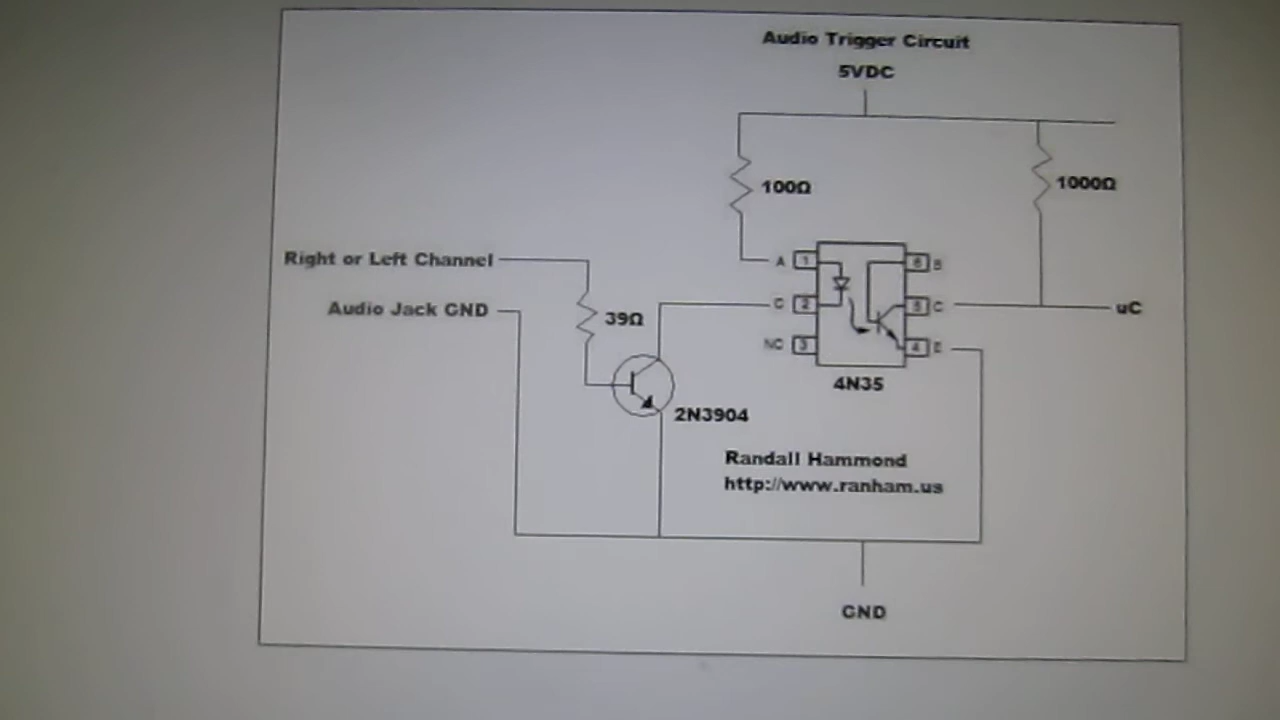 Audio Trigger Circuit
5VDC
100Ω
1000Ω
Right or Left Channel
A 1 6 B
Audio Jack GND
39Ω
C 2 5 C
uC
NC 3 4 E
4N35
2N3904
Randall Hammond
http://www.ranham.us
GND